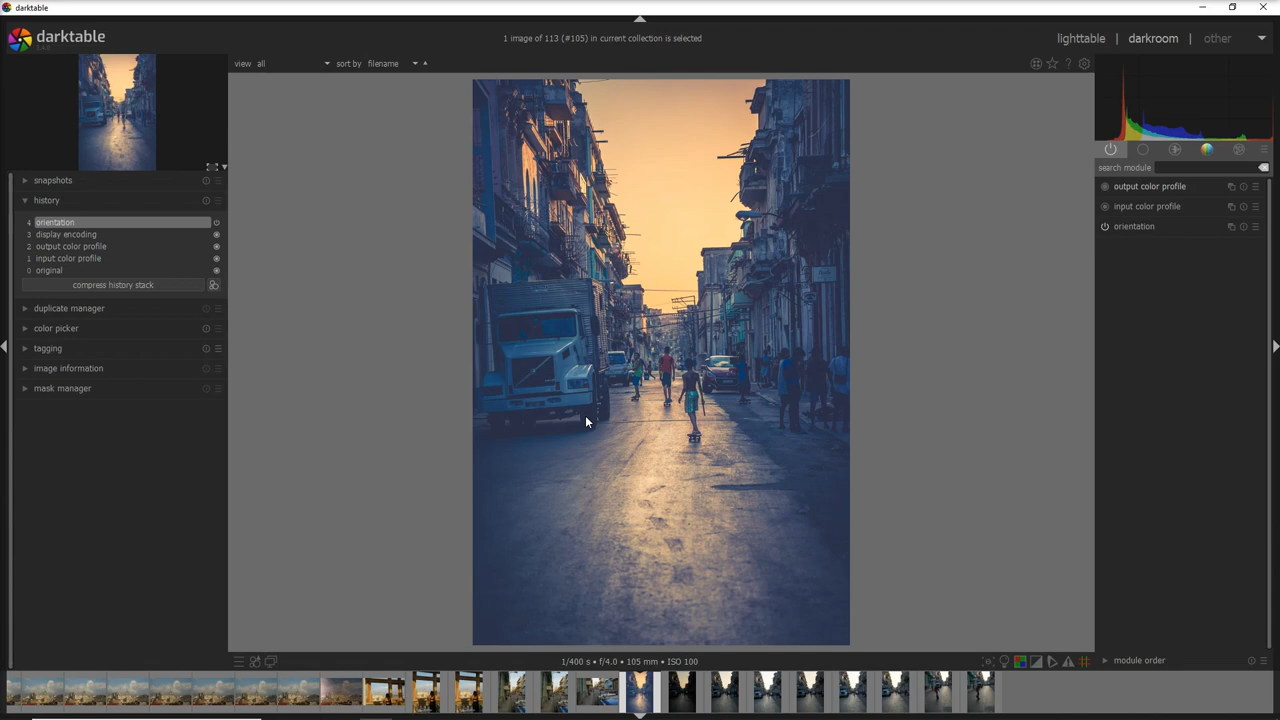 darktable
darktable
3.4.0
1 image of 113 (#105) in current collection is selected
lighttable | darkroom | other
view all sort by filename
snapshots
history
4 orientation
3 display encoding
2 output color profile
1 input color profile
0 original
compress history stack
duplicate manager
color picker
tagging
image information
mask manager
search module
output color profile
input color profile
orientation
1/400 s • f/4.0 • 105 mm • ISO 100
module order